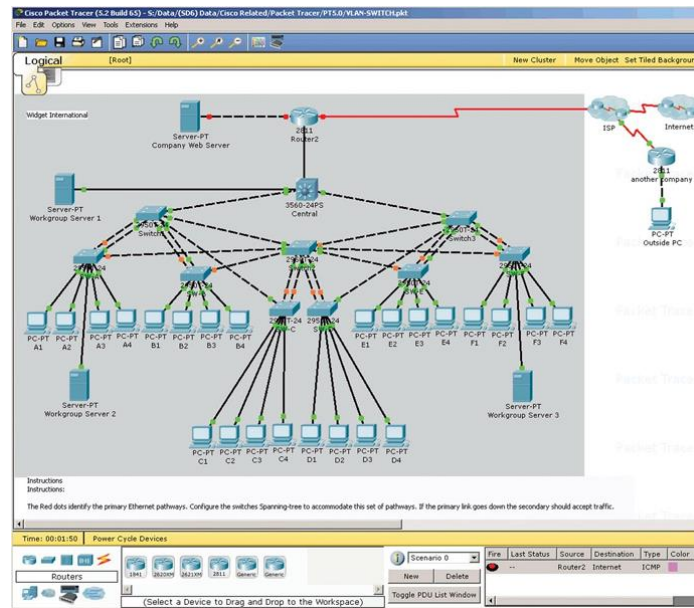 Cisco Packet Tracer (5.2 Build 65) - S:/Data/(SD6) Data/Cisco Related/Packet Tracer/PT5.0/VLAN-SWITCH.pkt
File Edit Options View Tools Extensions Help
Logical [Root] New Cluster Move Object Set Tiled Background
Widget International
Server-PT
Company Web Server
2811
Router2
ISP
Internet
2811
another company
PC-PT
Outside PC
Server-PT
Workgroup Server 1
3560-24PS
Central
Switch3
PC-PT
A1
PC-PT
A2
PC-PT
A3
PC-PT
A4
PC-PT
B1
PC-PT
B2
PC-PT
B3
PC-PT
B4
PC-PT
E1
PC-PT
E2
PC-PT
E3
PC-PT
E4
PC-PT
F1
PC-PT
F2
PC-PT
F3
PC-PT
F4
Server-PT
Workgroup Server 2
Server-PT
Workgroup Server 3
PC-PT
C1
PC-PT
C2
PC-PT
C3
PC-PT
C4
PC-PT
D1
PC-PT
D2
PC-PT
D3
PC-PT
D4
Instructions
Instructions:
The Red dots identify the primary Ethernet pathways. Configure the switches Spanning-tree to accommodate this set of pathways. If the primary link goes down the secondary should accept traffic.
Time: 00:01:50 Power Cycle Devices
Routers
1841 2620XM 2621XM 2811 Generic Generic
(Select a Device to Drag and Drop to the Workspace)
Scenario 0
New Delete
Toggle PDU List Window
Fire Last Status Source Destination Type Color
-- Router2 Internet ICMP